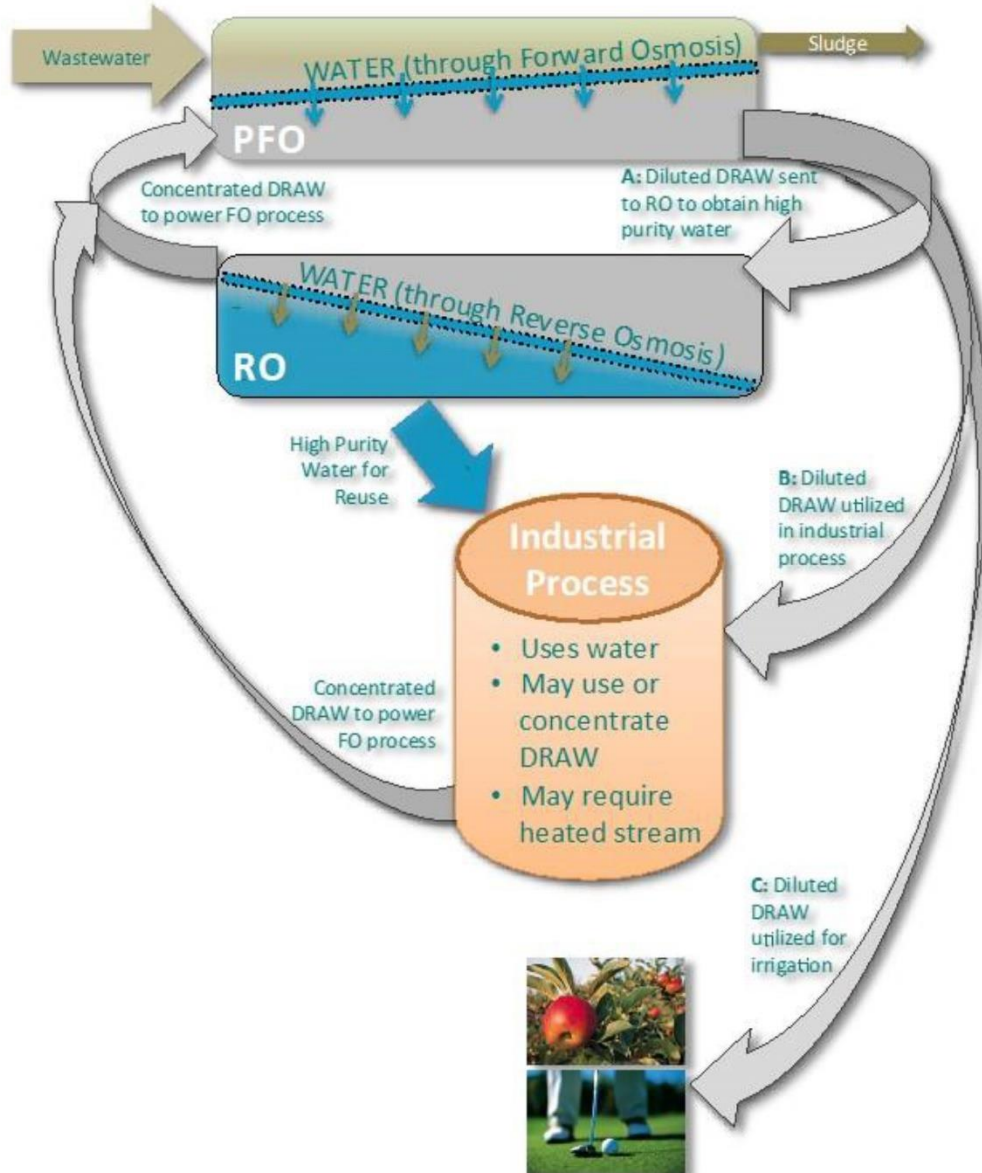 Wastewater
WATER (through Forward Osmosis)
Sludge
PFO
Concentrated DRAW
to power FO process
A: Diluted DRAW sent
to RO to obtain high
purity water
WATER (through Reverse Osmosis)
RO
High Purity
Water for
Reuse
B: Diluted
DRAW utilized
in industrial
process
Industrial
Process
• Uses water
• May use or
concentrate
DRAW
• May require
heated stream
Concentrated
DRAW to power
FO process
C: Diluted
DRAW
utilized for
irrigation